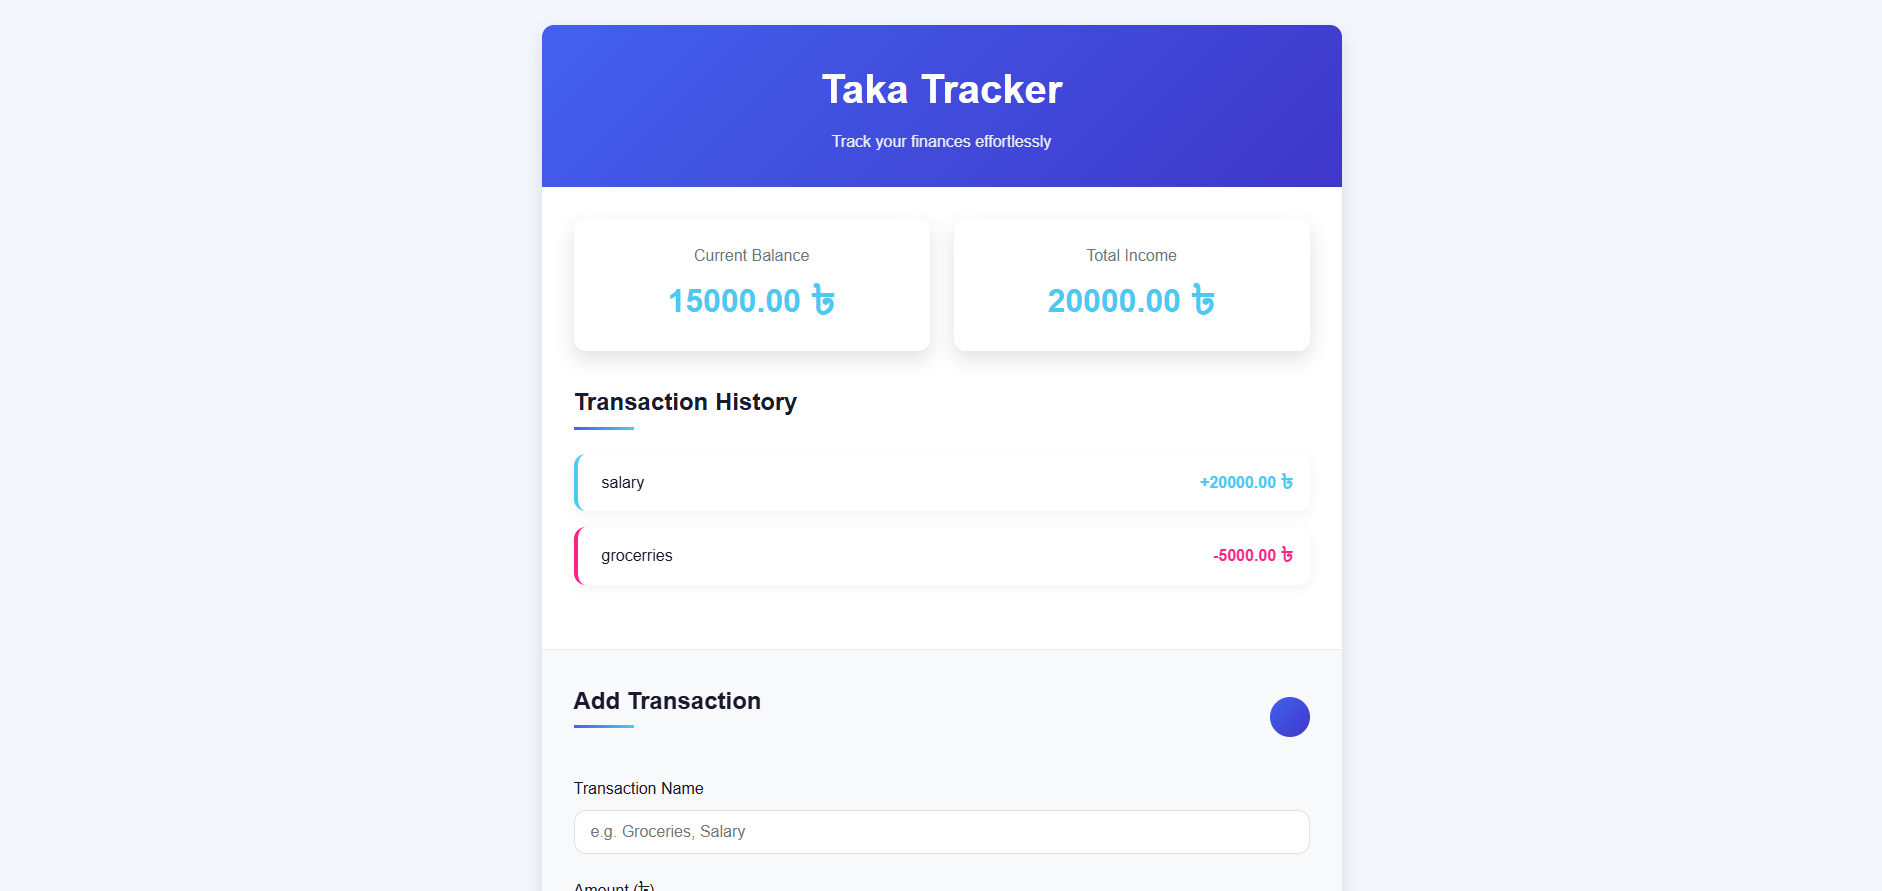 Taka Tracker
Track your finances effortlessly
Current Balance
15000.00 ৳
Total Income
20000.00 ৳
Transaction History
salary
+20000.00 ৳
grocerries
-5000.00 ৳
Add Transaction
Transaction Name
e.g. Groceries, Salary
Amount (৳)